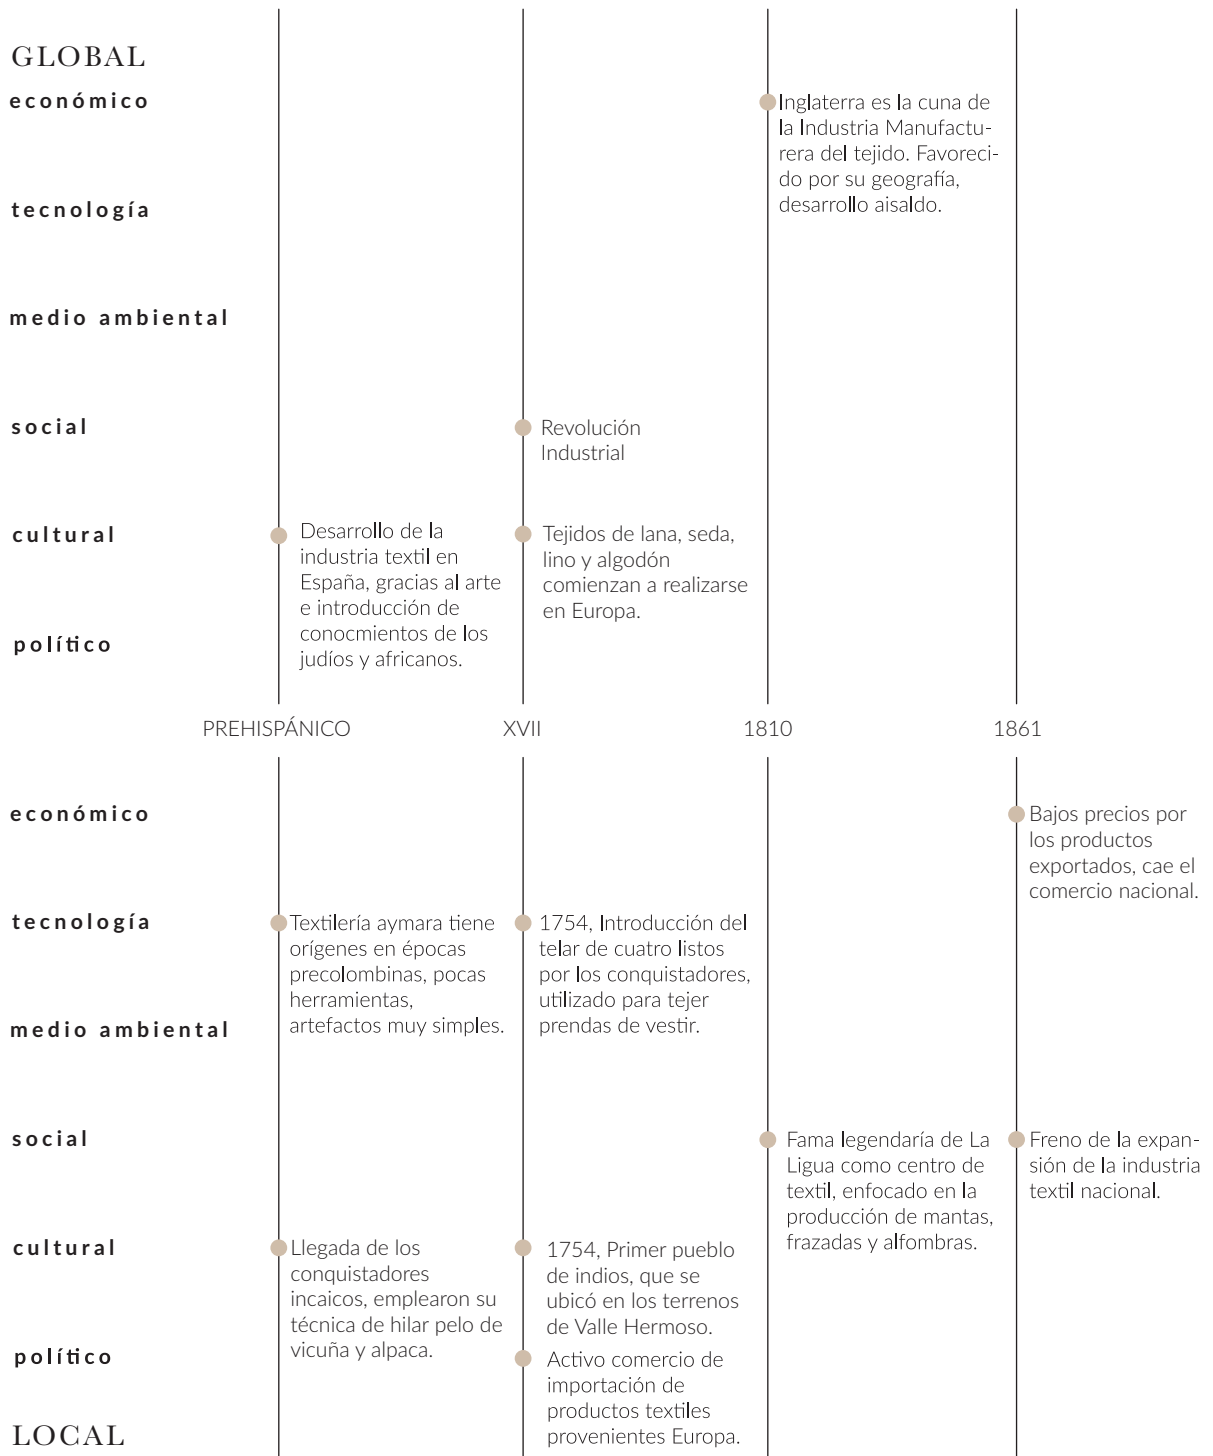 GLOBAL
económico
Inglaterra es la cuna de
la Industria Manufactu-
rera del tejido. Favoreci-
do por su geografía,
desarrollo aisaldo.
tecnología
medio ambiental
social
Revolución
Industrial
cultural
Desarrollo de la
industria textil en
España, gracias al arte
e introducción de
conocmientos de los
judíos y africanos.
Tejidos de lana, seda,
lino y algodón
comienzan a realizarse
en Europa.
político
PREHISPÁNICO XVII 1810 1861
económico
Bajos precios por
los productos
exportados, cae el
comercio nacional.
tecnología
Textilería aymara tiene
orígenes en épocas
precolombinas, pocas
herramientas,
artefactos muy simples.
1754, Introducción del
telar de cuatro listos
por los conquistadores,
utilizado para tejer
prendas de vestir.
medio ambiental
social
Fama legendaría de La
Ligua como centro de
textil, enfocado en la
producción de mantas,
frazadas y alfombras.
Freno de la expan-
sión de la industria
textil nacional.
cultural
Llegada de los
conquistadores
incaicos, emplearon su
técnica de hilar pelo de
vicuña y alpaca.
1754, Primer pueblo
de indios, que se
ubicó en los terrenos
de Valle Hermoso.
político
Activo comercio de
importación de
productos textiles
provenientes Europa.
LOCAL